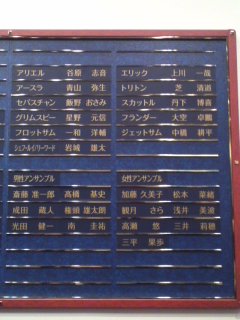 アリエル 谷原 志音 エリック 上川 一哉
アースラ 青山 弥生 トリトン 芝 清道
セバスチャン 飯野 おさみ スカットル 丹下 博喜
グリムスビー 星野 元信 フランダー 大空 卓鵬
フロットサム 一和 洋輔 ジェットサム 中橋 耕平
シェフ・ルイ/リーワード 岩城 雄太
男性アンサンブル 女性アンサンブル
斎藤 准一郎 髙橋 基史 加藤 久美子 松本 菜緒
成田 蔵人 権頭 雄太朗 観月 さら 浅井 美波
光田 健一 南 圭祐 高瀬 悠 三井 莉穂
三平 果歩